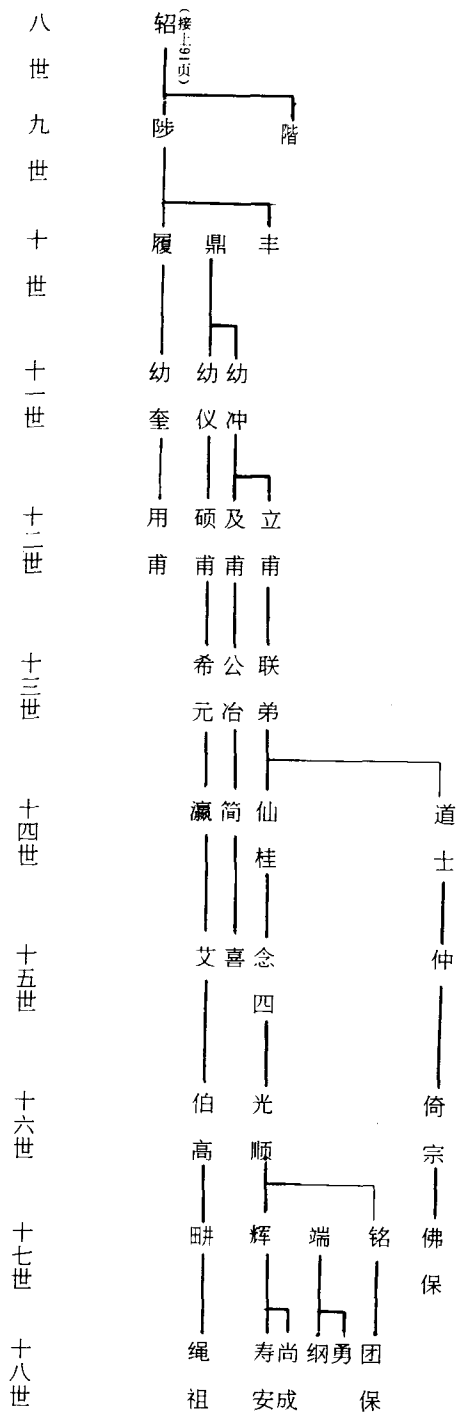 八世 轺（接上91页）
九世 陟 階
十世 履 鼎 丰
十一世 幼奎 幼仪 幼冲
十二世 用甫 硕甫 及甫 立甫
十三世 希元 公冶 联弟
十四世 瀛 简 仙桂 道士
十五世 艾 喜 念四 仲
十六世 伯高 光顺 倚宗
十七世 畊 辉 端 铭 佛保
十八世 绳祖 寿安 尚成 纲 勇 团保